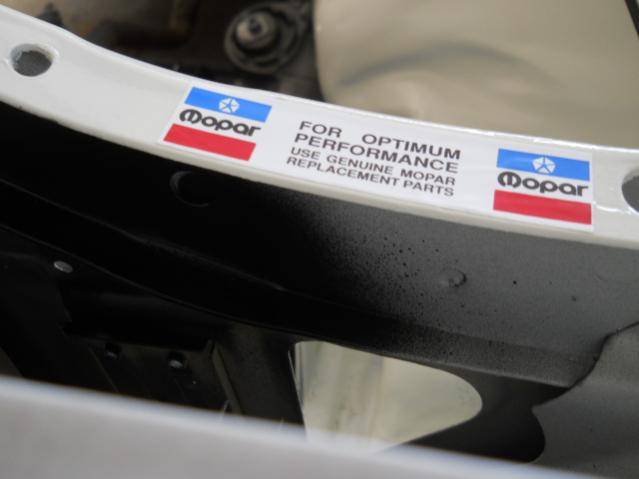 mopar
FOR OPTIMUM
PERFORMANCE
USE GENUINE MOPAR
REPLACEMENT PARTS
mopar